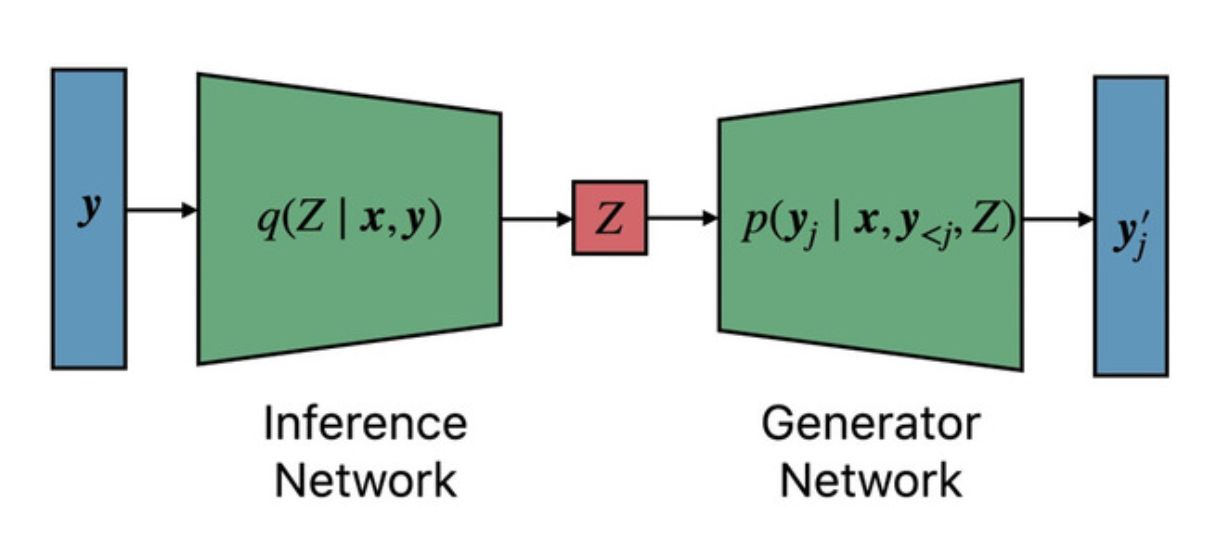 y
q(Z | x, y)
Z
p(y_j | x, y_{<j}, Z)
y'_j
Inference
Network
Generator
Network